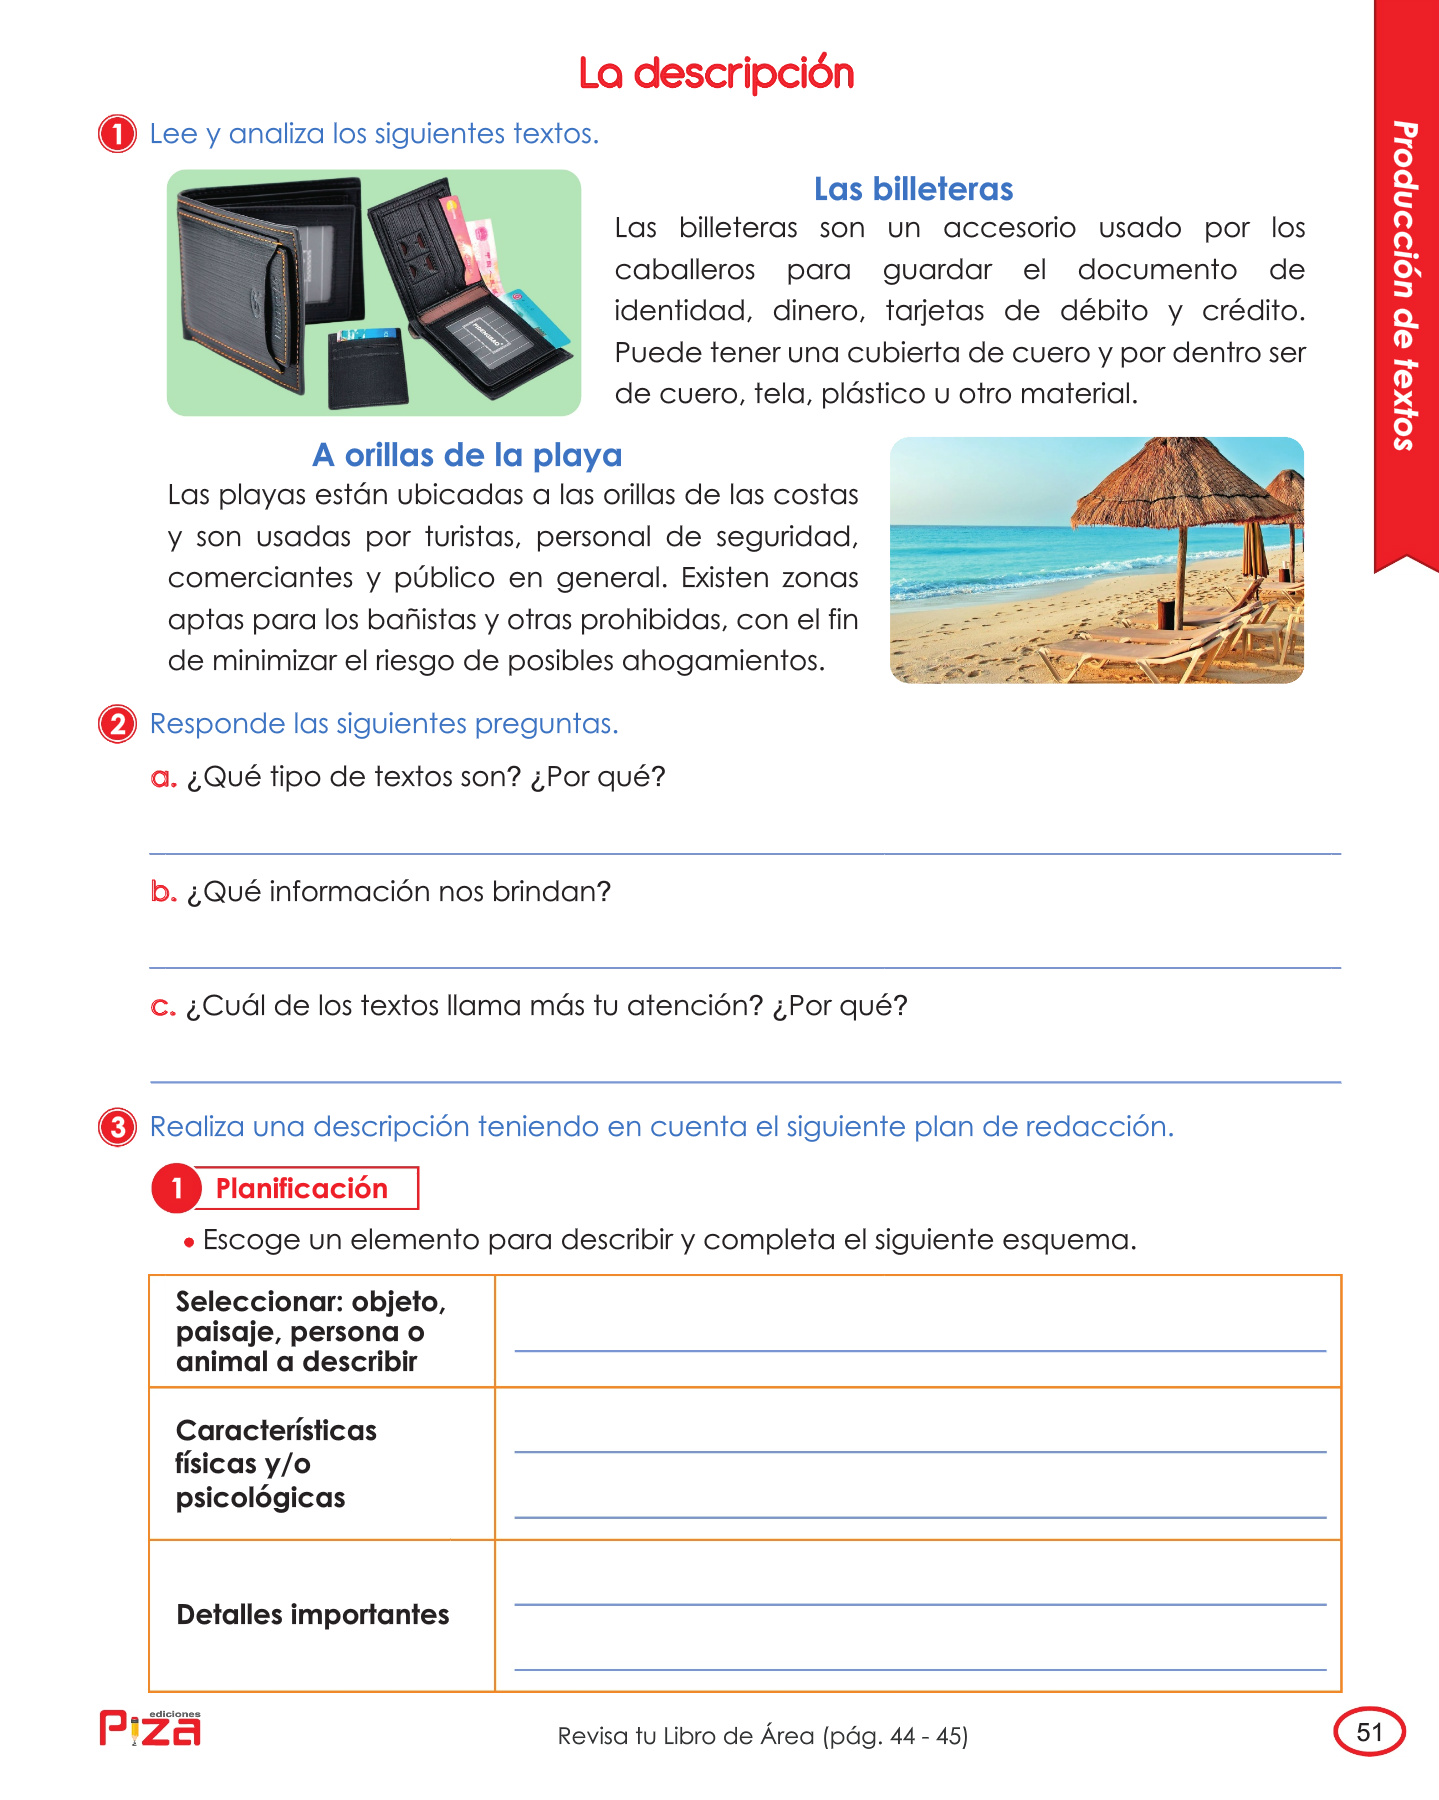 La descripción
Producción de textos
1 Lee y analiza los siguientes textos.
Las billeteras
Las billeteras son un accesorio usado por los
caballeros para guardar el documento de
identidad, dinero, tarjetas de débito y crédito.
Puede tener una cubierta de cuero y por dentro ser
de cuero, tela, plástico u otro material.
A orillas de la playa
Las playas están ubicadas a las orillas de las costas
y son usadas por turistas, personal de seguridad,
comerciantes y público en general. Existen zonas
aptas para los bañistas y otras prohibidas, con el fin
de minimizar el riesgo de posibles ahogamientos.
2 Responde las siguientes preguntas.
a. ¿Qué tipo de textos son? ¿Por qué?
b. ¿Qué información nos brindan?
c. ¿Cuál de los textos llama más tu atención? ¿Por qué?
3 Realiza una descripción teniendo en cuenta el siguiente plan de redacción.
1 Planificación
• Escoge un elemento para describir y completa el siguiente esquema.
Seleccionar: objeto,
paisaje, persona o
animal a describir
Características
físicas y/o
psicológicas
Detalles importantes
ediciones
Piza
Revisa tu Libro de Área (pág. 44 - 45)
51